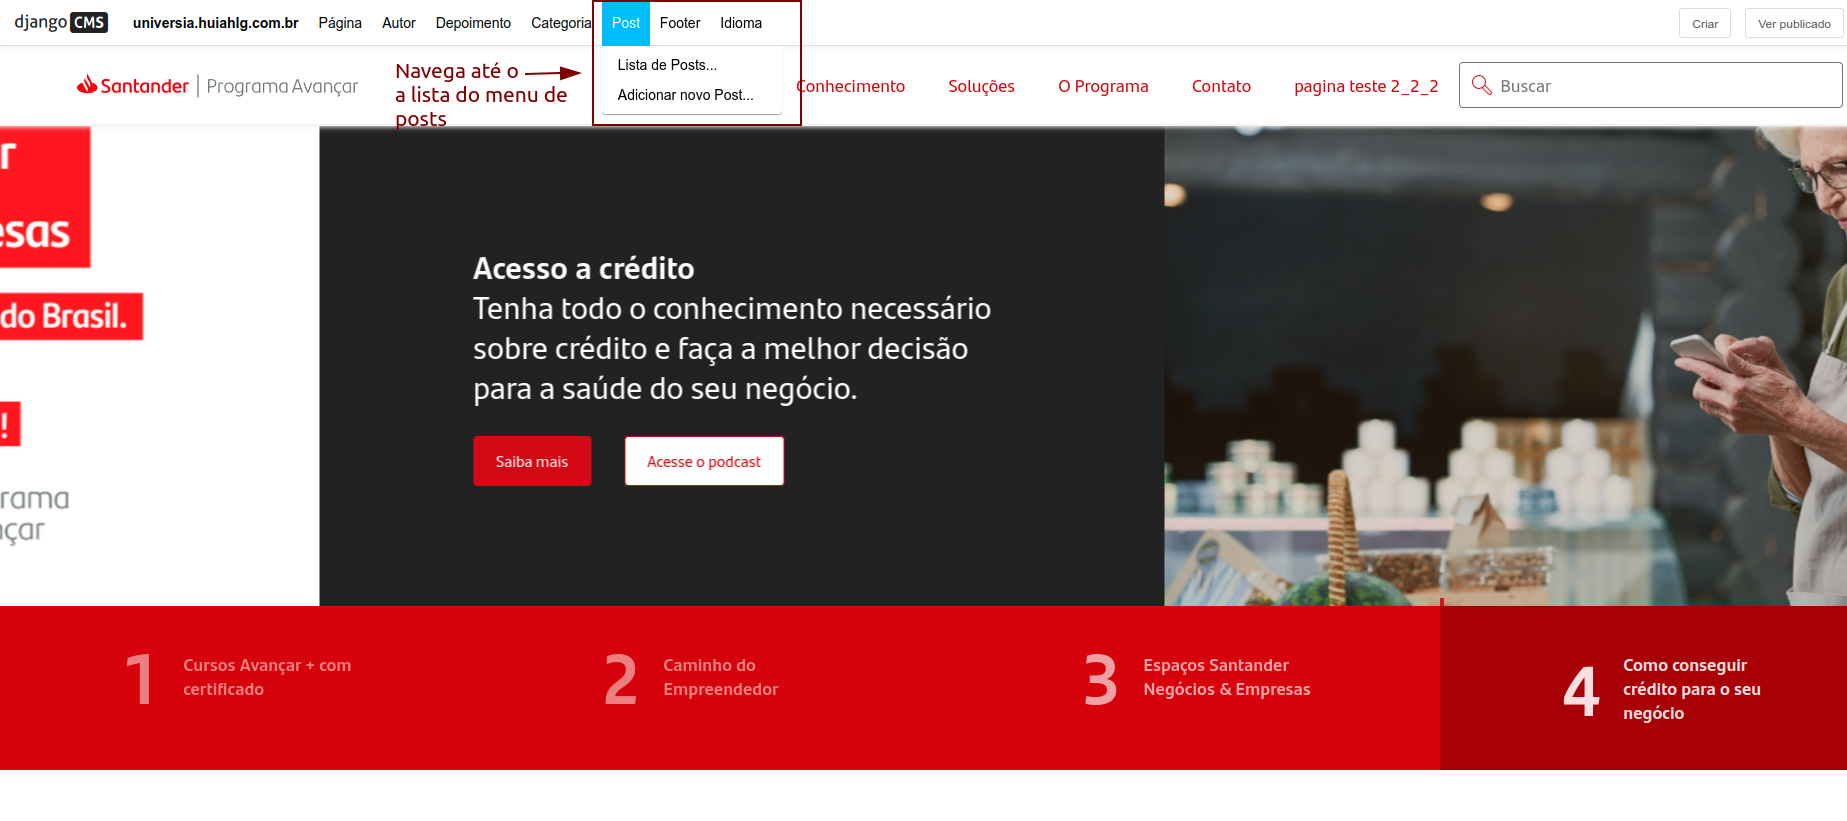 django CMS universia.huiahlg.com.br Página Autor Depoimento Categoria Post Footer Idioma Criar Ver publicado
Lista de Posts...
Adicionar novo Post...
Navega até o
a lista do menu de
posts
Santander | Programa Avançar Conhecimento Soluções O Programa Contato pagina teste 2_2_2 Buscar
r
esas
do Brasil.
!
rama
çar
Acesso a crédito
Tenha todo o conhecimento necessário
sobre crédito e faça a melhor decisão
para a saúde do seu negócio.
Saiba mais Acesse o podcast
1 Cursos Avançar + com
certificado
2 Caminho do
Empreendedor
3 Espaços Santander
Negócios & Empresas
4 Como conseguir
crédito para o seu
negócio